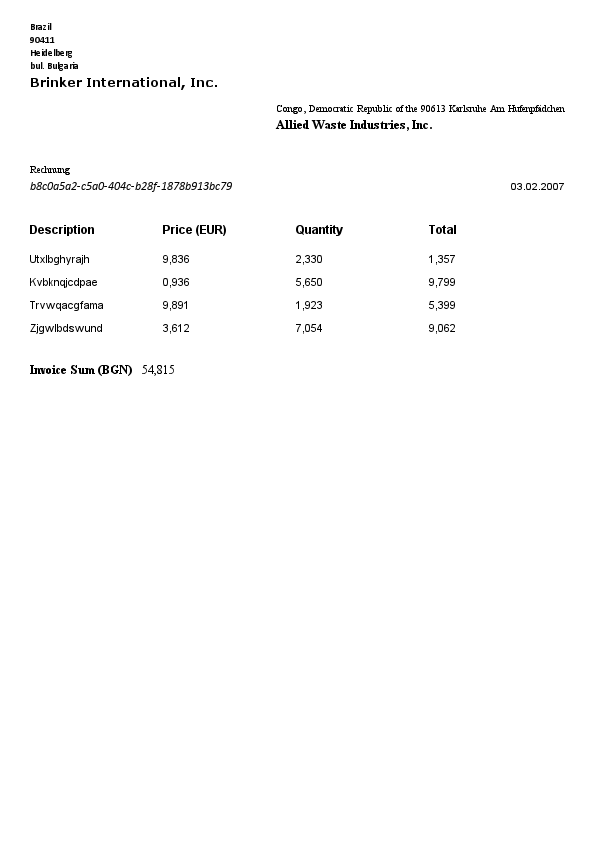 Brazil
90411
Heidelberg
bul. Bulgaria
Brinker International, Inc.
Congo, Democratic Republic of the 90613 Karlsruhe Am Hufenpfädchen
Allied Waste Industries, Inc.
Rechnung
b8c0a5a2-c5a0-404c-b28f-1878b913bc79 03.02.2007
Description Price (EUR) Quantity Total
Utxlbghyrajh 9,836 2,330 1,357
Kvbknqjcdpae 0,936 5,650 9,799
Trvwqacgfama 9,891 1,923 5,399
Zjgwlbdswund 3,612 7,054 9,062
Invoice Sum (BGN) 54,815